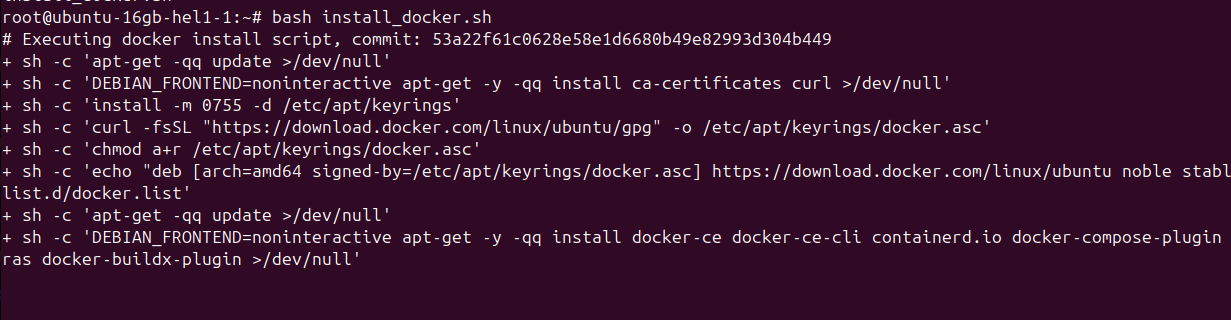 root@ubuntu-16gb-hel1-1:~# bash install_docker.sh
# Executing docker install script, commit: 53a22f61c0628e58e1d6680b49e82993d304b449
+ sh -c 'apt-get -qq update >/dev/null'
+ sh -c 'DEBIAN_FRONTEND=noninteractive apt-get -y -qq install ca-certificates curl >/dev/null'
+ sh -c 'install -m 0755 -d /etc/apt/keyrings'
+ sh -c 'curl -fsSL "https://download.docker.com/linux/ubuntu/gpg" -o /etc/apt/keyrings/docker.asc'
+ sh -c 'chmod a+r /etc/apt/keyrings/docker.asc'
+ sh -c 'echo "deb [arch=amd64 signed-by=/etc/apt/keyrings/docker.asc] https://download.docker.com/linux/ubuntu noble stabl
list.d/docker.list'
+ sh -c 'apt-get -qq update >/dev/null'
+ sh -c 'DEBIAN_FRONTEND=noninteractive apt-get -y -qq install docker-ce docker-ce-cli containerd.io docker-compose-plugin
ras docker-buildx-plugin >/dev/null'